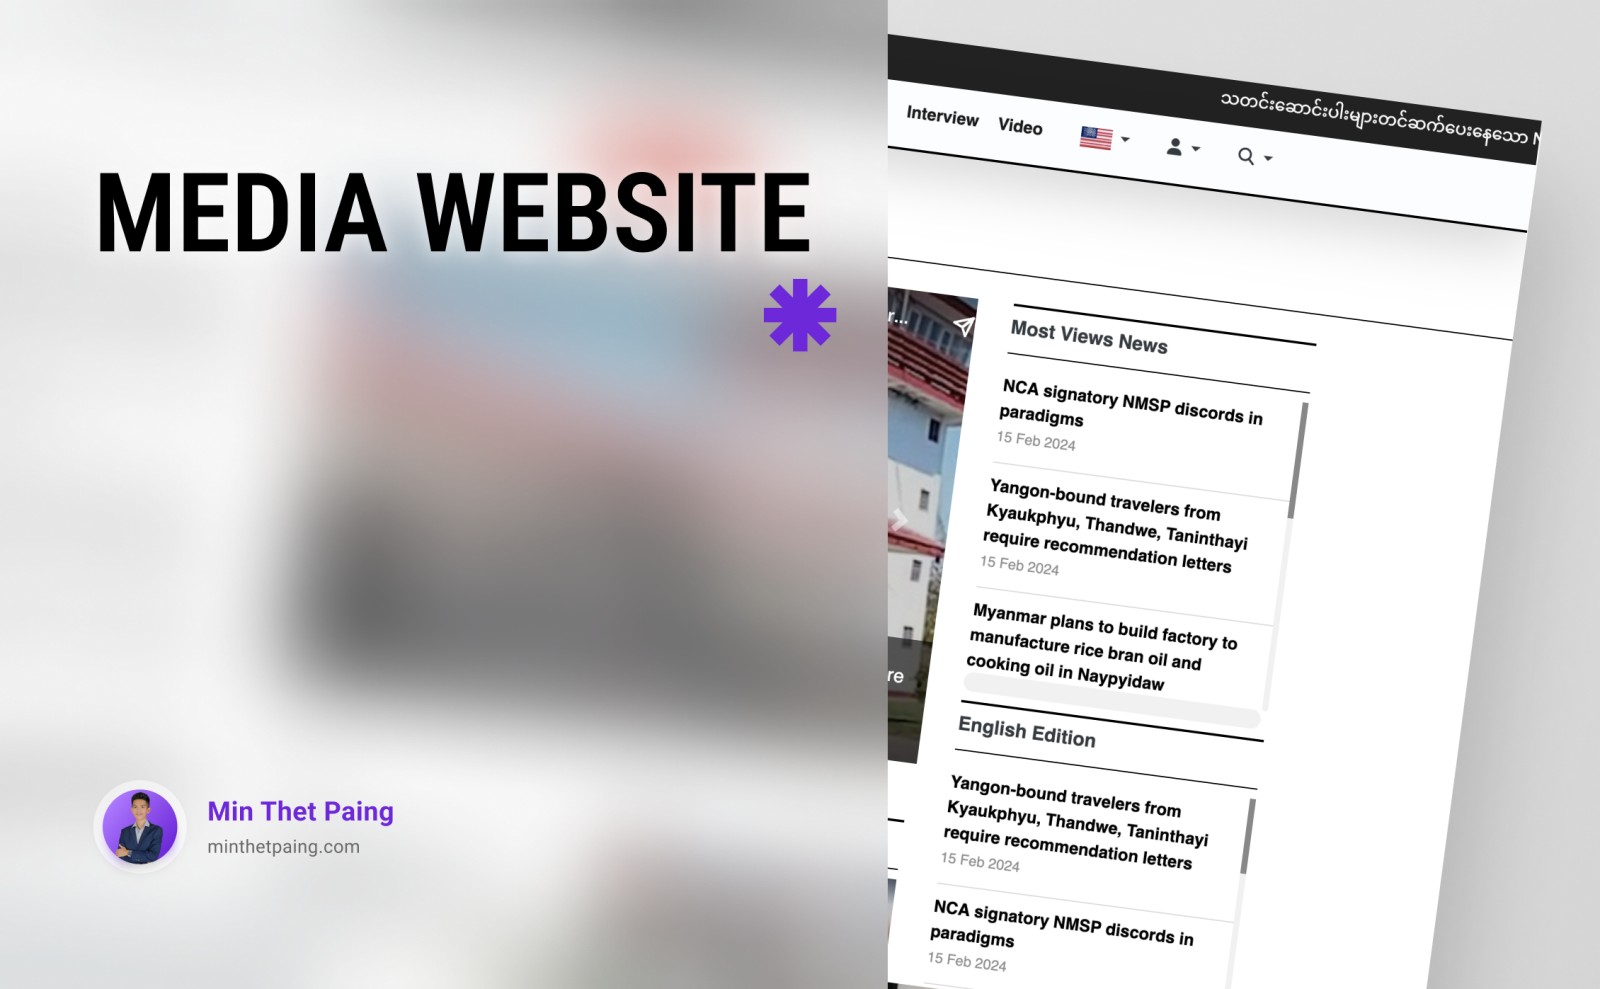 MEDIA WEBSITE
Min Thet Paing
minthetpaing.com
သတင်းဆောင်းပါးများတင်ဆက်ပေးနေသော
Interview Video
Most Views News
NCA signatory NMSP discords in
paradigms
15 Feb 2024
Yangon-bound travelers from
Kyaukphyu, Thandwe, Taninthayi
require recommendation letters
15 Feb 2024
Myanmar plans to build factory to
manufacture rice bran oil and
cooking oil in Naypyidaw
English Edition
Yangon-bound travelers from
Kyaukphyu, Thandwe, Taninthayi
require recommendation letters
15 Feb 2024
NCA signatory NMSP discords in
paradigms
15 Feb 2024